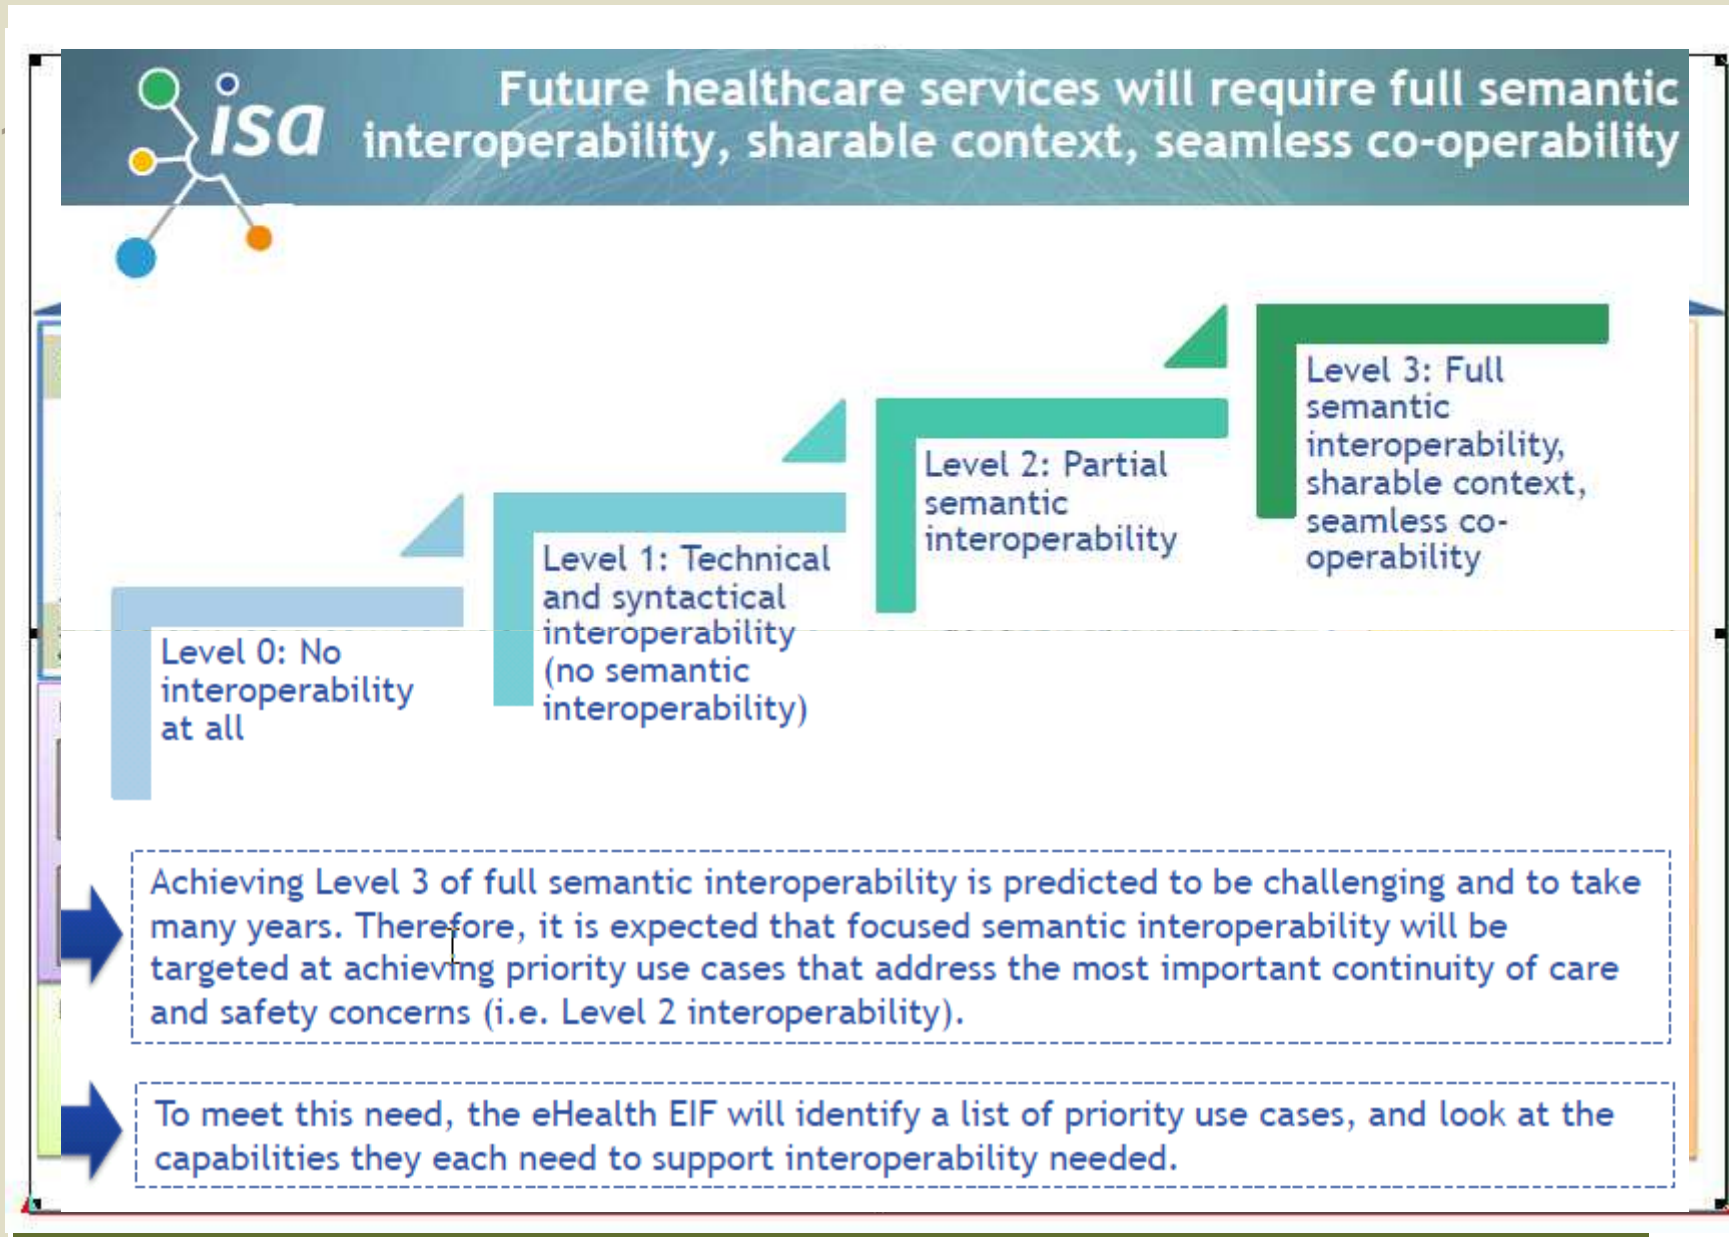 isa
Future healthcare services will require full semantic
interoperability, sharable context, seamless co-operability
Level 0: No
interoperability
at all
Level 1: Technical
and syntactical
interoperability
(no semantic
interoperability)
Level 2: Partial
semantic
interoperability
Level 3: Full
semantic
interoperability,
sharable context,
seamless co-
operability
Achieving Level 3 of full semantic interoperability is predicted to be challenging and to take
many years. Therefore, it is expected that focused semantic interoperability will be
targeted at achieving priority use cases that address the most important continuity of care
and safety concerns (i.e. Level 2 interoperability).
To meet this need, the eHealth EIF will identify a list of priority use cases, and look at the
capabilities they each need to support interoperability needed.